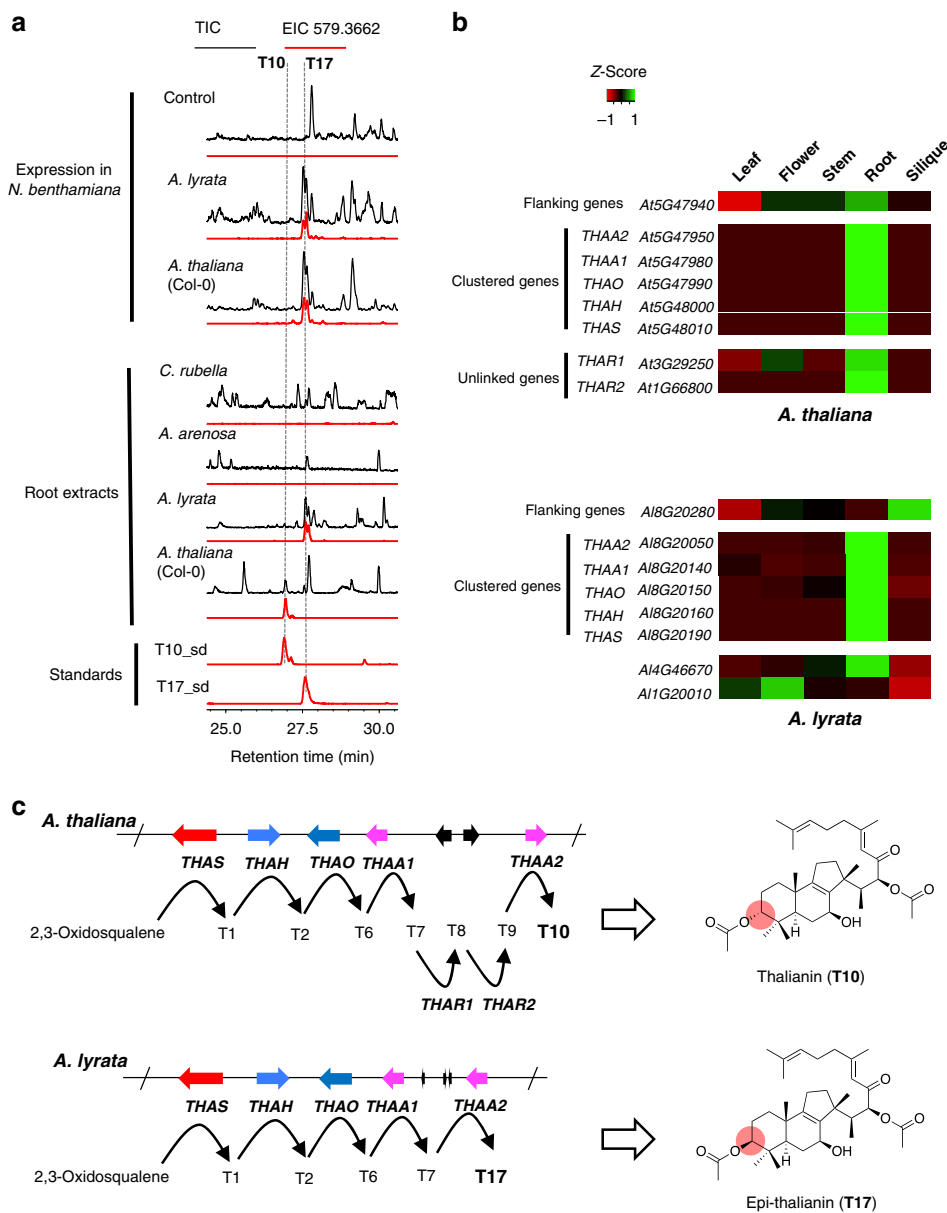 a
TIC
EIC 579.3662
T10
T17
Control
Expression in
N. benthamiana
A. lyrata
A. thaliana
(Col-0)
C. rubella
A. arenosa
Root extracts
A. lyrata
A. thaliana
(Col-0)
Standards
T10_sd
T17_sd
25.0 27.5 30.0
Retention time (min)
b
Z-Score
−1 1
Leaf Flower Stem Root Silique
Flanking genes At5G47940
THAA2 At5G47950
THAA1 At5G47980
Clustered genes THAO At5G47990
THAH At5G48000
THAS At5G48010
Unlinked genes THAR1 At3G29250
THAR2 At1G66800
A. thaliana
Flanking genes Al8G20280
THAA2 Al8G20050
THAA1 Al8G20140
Clustered genes THAO Al8G20150
THAH Al8G20160
THAS Al8G20190
Al4G46670
Al1G20010
A. lyrata
c
A. thaliana
THAS THAH THAO THAA1 THAA2
2,3-Oxidosqualene T1 T2 T6 T7 T8 T9 T10
THAR1 THAR2
O
O
O
O
O
H
OH
Thalianin (T10)
A. lyrata
THAS THAH THAO THAA1 THAA2
2,3-Oxidosqualene T1 T2 T6 T7 T17
O
O
O
O
O
H
OH
Epi-thalianin (T17)